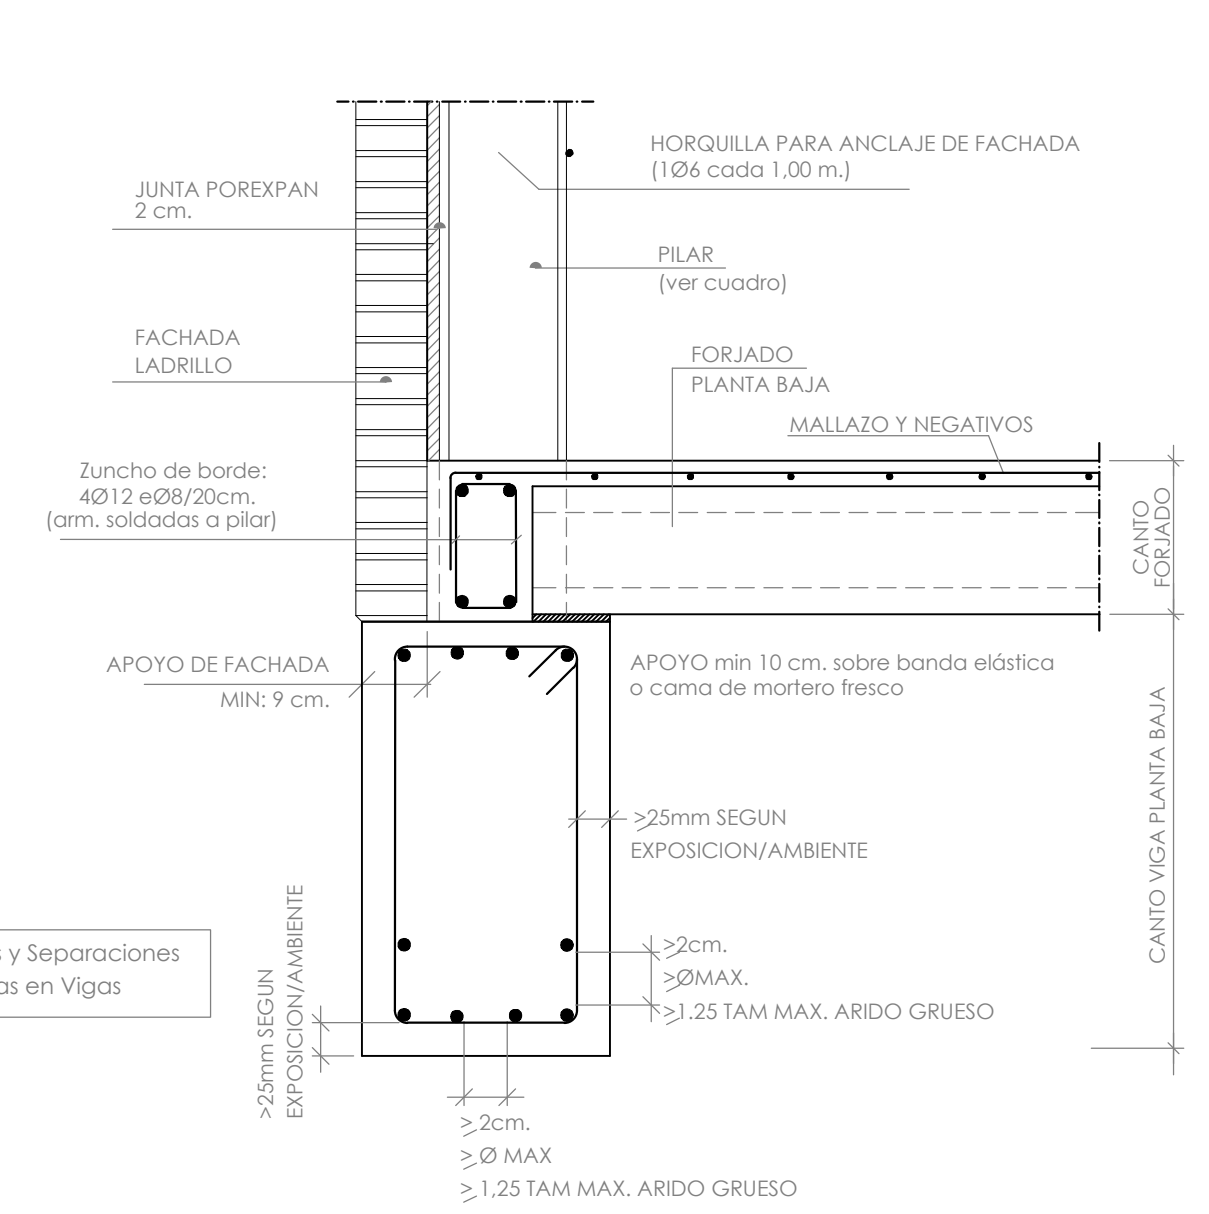 HORQUILLA PARA ANCLAJE DE FACHADA
(1Ø6 cada 1,00 m.)
JUNTA POREXPAN
2 cm.
PILAR
(ver cuadro)
FACHADA
LADRILLO
FORJADO
PLANTA BAJA
MALLAZO Y NEGATIVOS
Zuncho de borde:
4Ø12 eØ8/20cm.
(arm. soldadas a pilar)
CANTO
FORJADO
APOYO DE FACHADA
MIN: 9 cm.
APOYO min 10 cm. sobre banda elástica
o cama de mortero fresco
CANTO VIGA PLANTA BAJA
≥25mm SEGUN
EXPOSICION/AMBIENTE
>25mm SEGUN
EXPOSICION/AMBIENTE
s y Separaciones
as en Vigas
≥2cm.
≥ØMAX.
≥1.25 TAM MAX. ARIDO GRUESO
≥ 2cm.
≥ Ø MAX
≥ 1,25 TAM MAX. ARIDO GRUESO